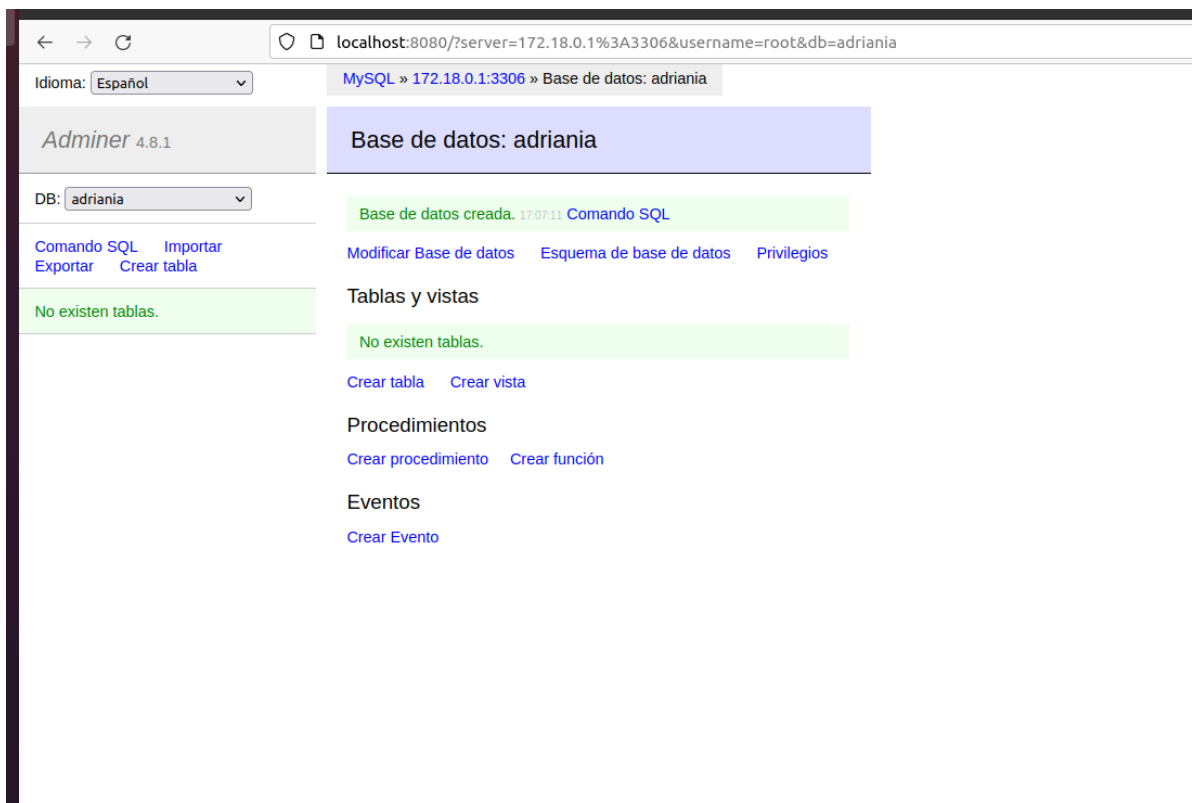 localhost:8080/?server=172.18.0.1%3A3306&username=root&db=adriania
Idioma: Español
MySQL » 172.18.0.1:3306 » Base de datos: adriania
Adminer 4.8.1
Base de datos: adriania
DB: adriania
Comando SQL Importar
Exportar Crear tabla
No existen tablas.
Base de datos creada. 17:07:11 Comando SQL
Modificar Base de datos Esquema de base de datos Privilegios
Tablas y vistas
No existen tablas.
Crear tabla Crear vista
Procedimientos
Crear procedimiento Crear función
Eventos
Crear Evento